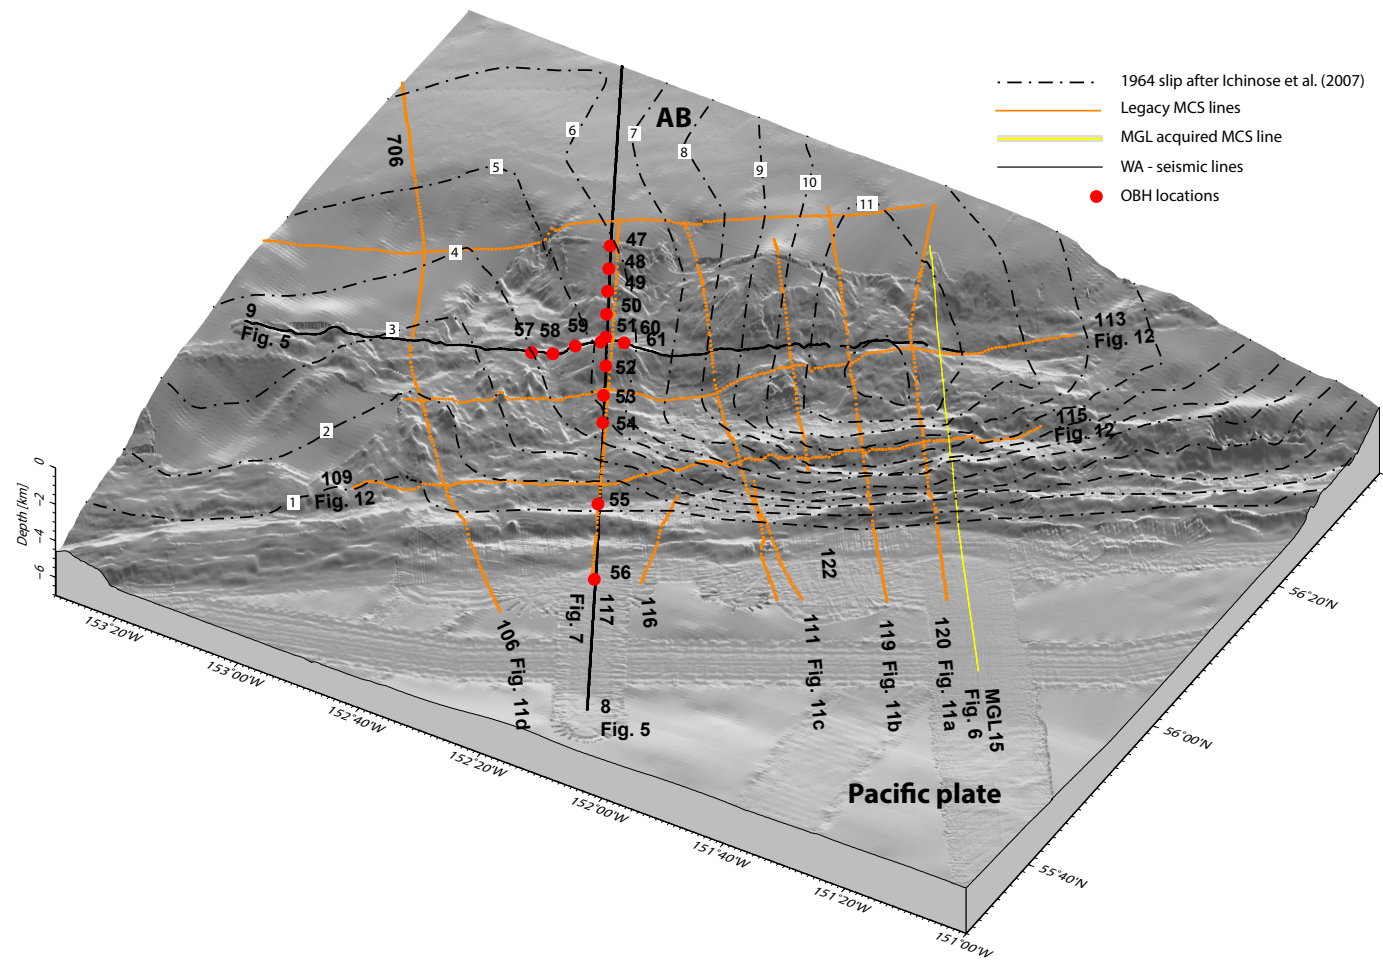 1964 slip after Ichinose et al. (2007)
Legacy MCS lines
MGL acquired MCS line
WA - seismic lines
OBH locations
AB
706
6
7
8
9
10
11
5
4
3
2
1
47
48
49
50
51
60
61
57
58
59
52
53
54
55
56
9
Fig. 5
113
Fig. 12
115
Fig. 12
109
Fig. 12
106 Fig. 11d
117
Fig. 7
116
122
111 Fig. 11c
119 Fig. 11b
120 Fig. 11a
MGL15
Fig. 6
8
Fig. 5
Pacific plate
Depth [km]
0
−2
−4
−6
153°20'W
153°00'W
152°40'W
152°20'W
152°00'W
151°40'W
151°20'W
151°00'W
55°40'N
56°00'N
56°20'N